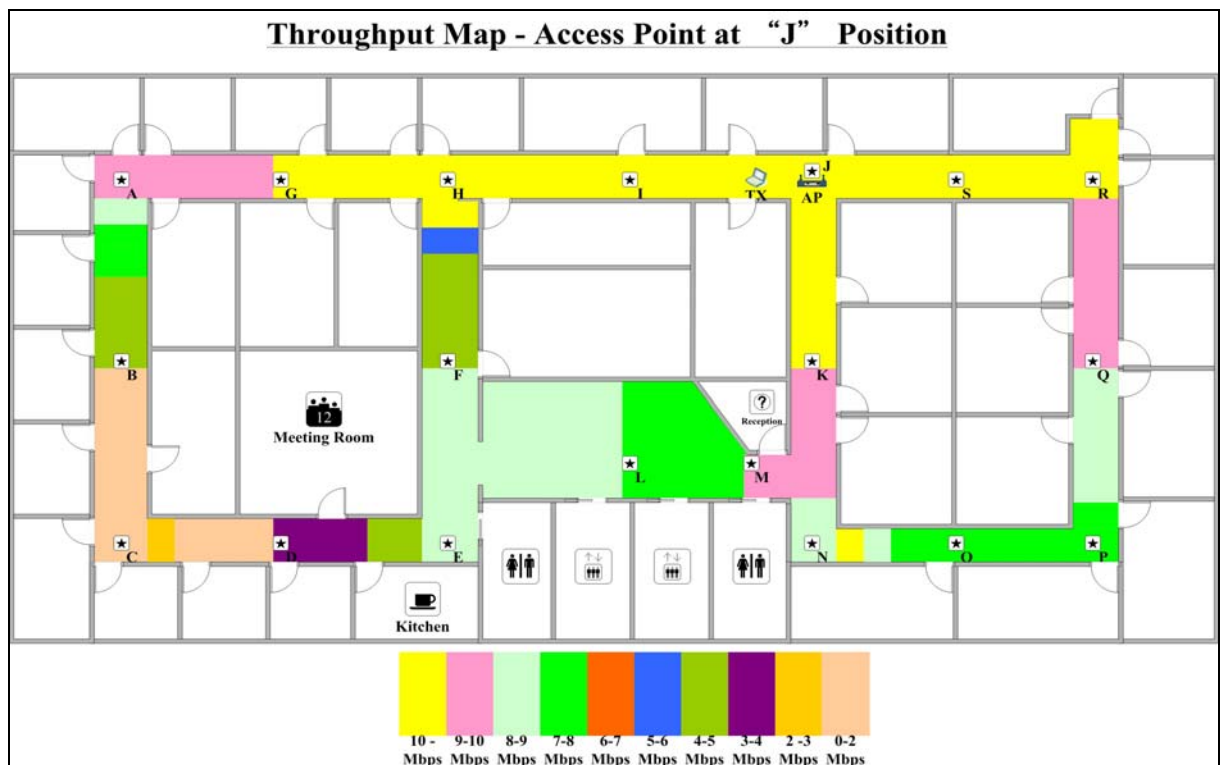 Throughput Map - Access Point at “J” Position
J
A G H I TX AP S R
B F K Q
12
Meeting Room
?
Reception
L M
C D E N O P
Kitchen
10 - 9-10 8-9 7-8 6-7 5-6 4-5 3-4 2 -3 0-2
Mbps Mbps Mbps Mbps Mbps Mbps Mbps Mbps Mbps Mbps